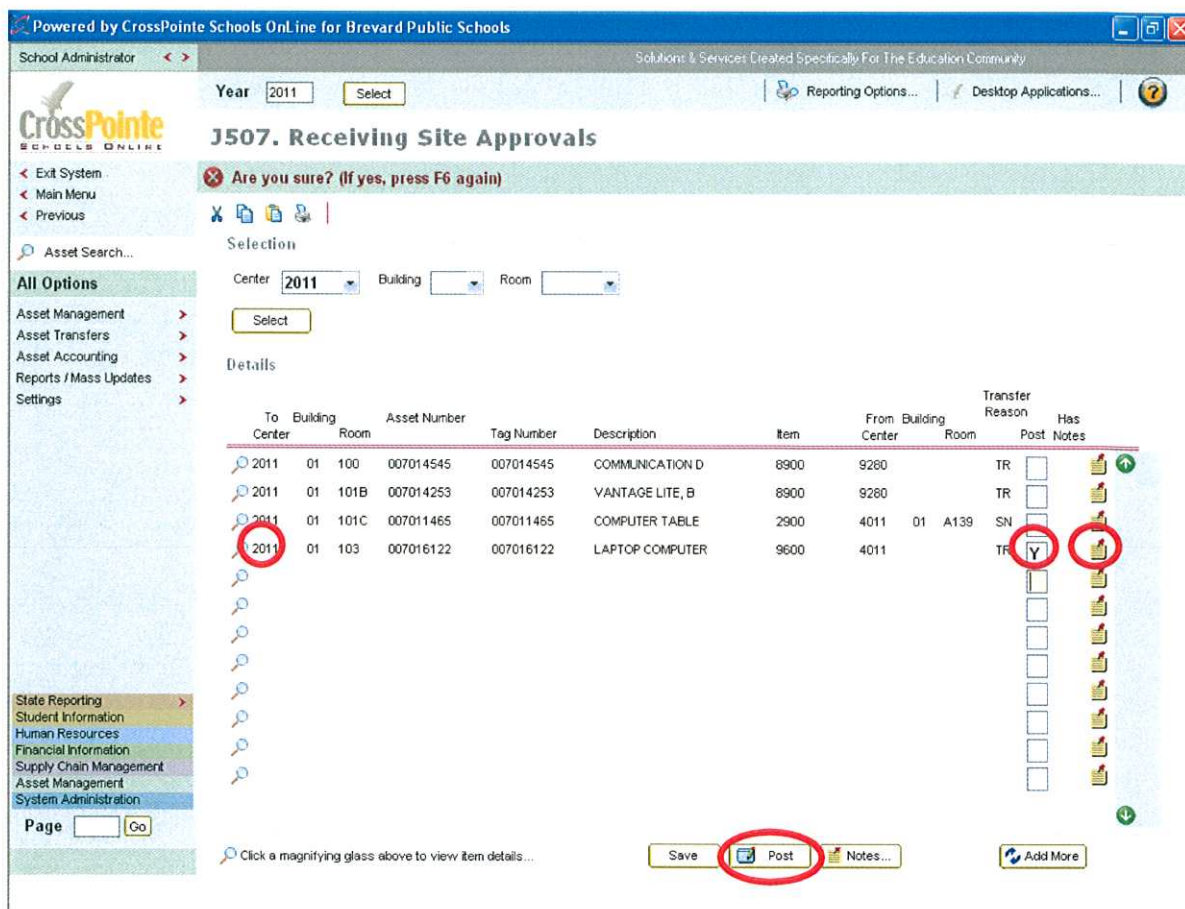 Powered by CrossPointe Schools OnLine for Brevard Public Schools
School Administrator < >
Solutions & Services Created Specifically For The Education Community
CrossPointe
SCHOOLS ONLINE
Year 2011 Select
Reporting Options...
Desktop Applications...
?
J507. Receiving Site Approvals
< Exit System
< Main Menu
< Previous
Are you sure? (If yes, press F6 again)
Asset Search...
Selection
All Options
Center 2011 Building Room
Asset Management >
Asset Transfers >
Asset Accounting >
Reports / Mass Updates >
Settings >
Select
Details
To Center Building Room Asset Number Tag Number Description Item From Center Building Room Transfer Reason Post Has Notes
2011 01 100 007014545 007014545 COMMUNICATION D 8900 9280 TR
2011 01 101B 007014253 007014253 VANTAGE LITE, B 8900 9280 TR
2011 01 101C 007011465 007011465 COMPUTER TABLE 2900 4011 01 A139 SN
2011 01 103 007016122 007016122 LAPTOP COMPUTER 9600 4011 TR Y
State Reporting >
Student Information
Human Resources
Financial Information
Supply Chain Management
Asset Management
System Administration
Page Go
Click a magnifying glass above to view item details...
Save
Post
Notes...
Add More